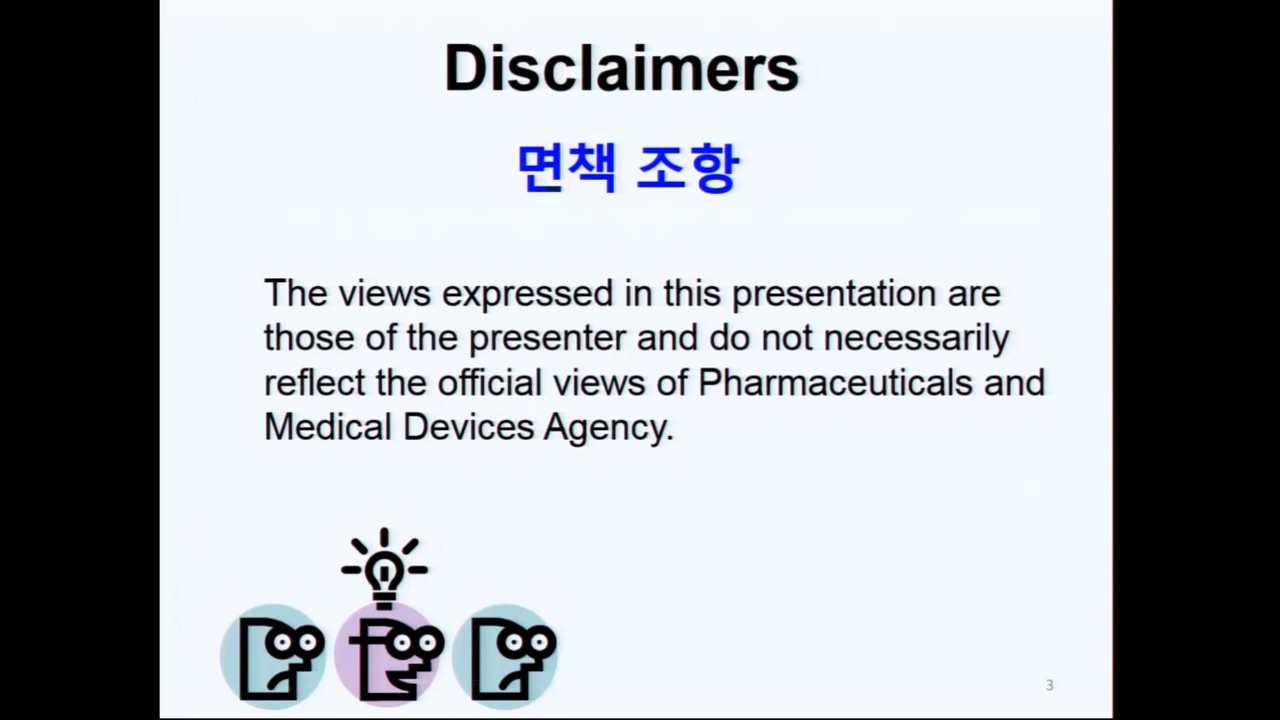 Disclaimers
면책 조항
The views expressed in this presentation are
those of the presenter and do not necessarily
reflect the official views of Pharmaceuticals and
Medical Devices Agency.
3